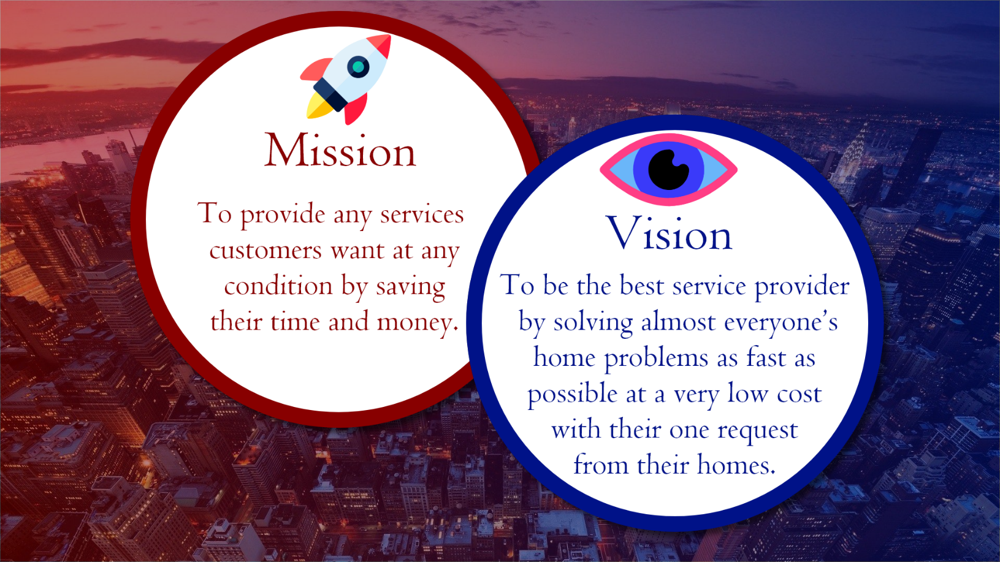 Mission
To provide any services
customers want at any
condition by saving
their time and money.
Vision
To be the best service provider
by solving almost everyone’s
home problems as fast as
possible at a very low cost
with their one request
from their homes.